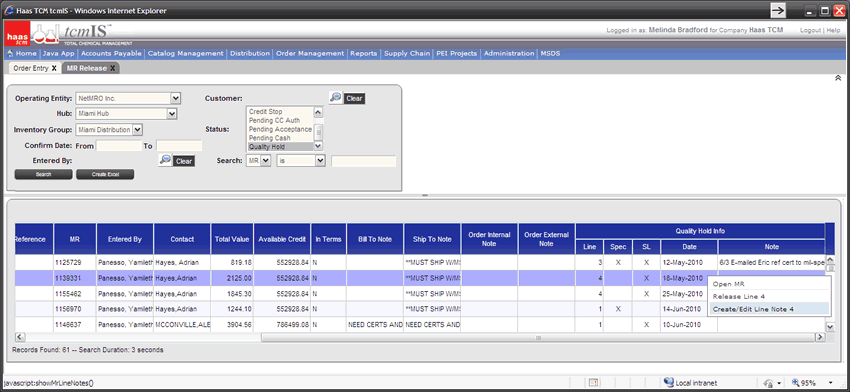 Haas TCM tcmIS - Windows Internet Explorer
haas TCM tcmIS TOTAL CHEMICAL MANAGEMENT
Logged in as: Melinda Bradford for Company Haas TCM Logout | Help
Home | Java App | Accounts Payable | Catalog Management | Distribution | Order Management | Reports | Supply Chain | PEI Projects | Administration | MSDS
Order Entry X MR Release X
Operating Entity: NetMRO Inc. Customer: Clear
Hub: Miami Hub Credit Stop
Pending CC Auth
Inventory Group: Miami Distribution Status: Pending Acceptance
Pending Cash
Confirm Date: From To Quality Hold
Entered By: Clear Search: MR is
Search Create Excel
Reference MR Entered By Contact Total Value Available Credit In Terms Bill To Note Ship To Note Order Internal Note Order External Note Quality Hold Info
Line Spec SL Date Note
1125729 Panesso, Yamileth Hayes,Adrian 819.18 552928.84 N **MUST SHIP W/MS 3 X X 12-May-2010 6/3 E-mailed Eric ref cert to mil-spe
1139331 Panesso, Yamileth Hayes,Adrian 2125.00 552928.84 N **MUST SHIP W/MS 4 X 18-May-2010
1155462 Panesso, Yamileth Hayes,Adrian 1845.30 552928.84 N **MUST SHIP W/MS 4 X 25-May-2010
1156970 Panesso, Yamileth Hayes,Adrian 1244.10 552928.84 N **MUST SHIP W/MS 1 X 14-Jun-2010
1146637 Panesso, Yamileth MCCONVILLE,ALE 3904.56 786499.08 N NEED CERTS AND NEED CERTS AND 1 X 10-Jun-2010
Open MR
Release Line 4
Create/Edit Line Note 4
Records Found: 61 -- Search Duration: 3 seconds
javascript:showMrLineNotes() Local intranet 95%